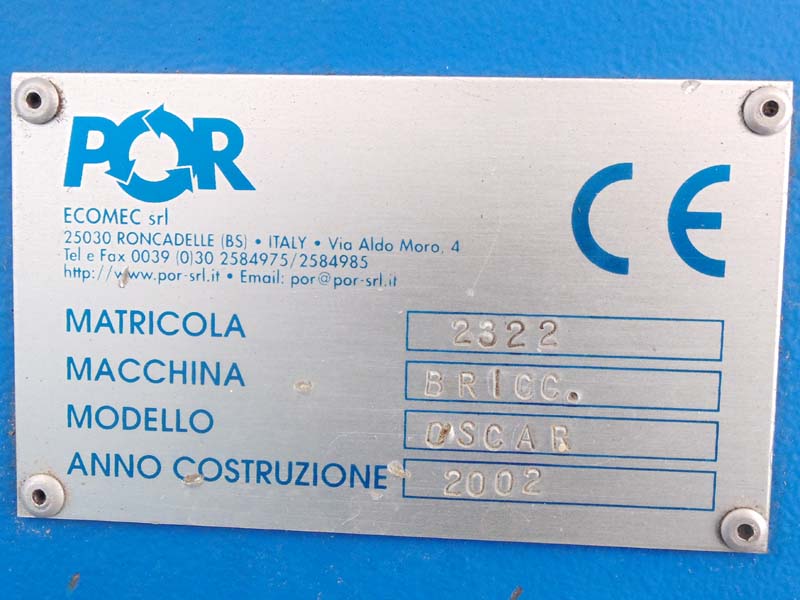 POR
ECOMEC srl
25030 RONCADELLE (BS) • ITALY • Via Aldo Moro, 4
Tel e Fax 0039 (0)30 2584975/2584985
http://www.por-srl.it • Email: por@por-srl.it
CE
MATRICOLA 2322
MACCHINA BRICC.
MODELLO OSCAR
ANNO COSTRUZIONE 2002